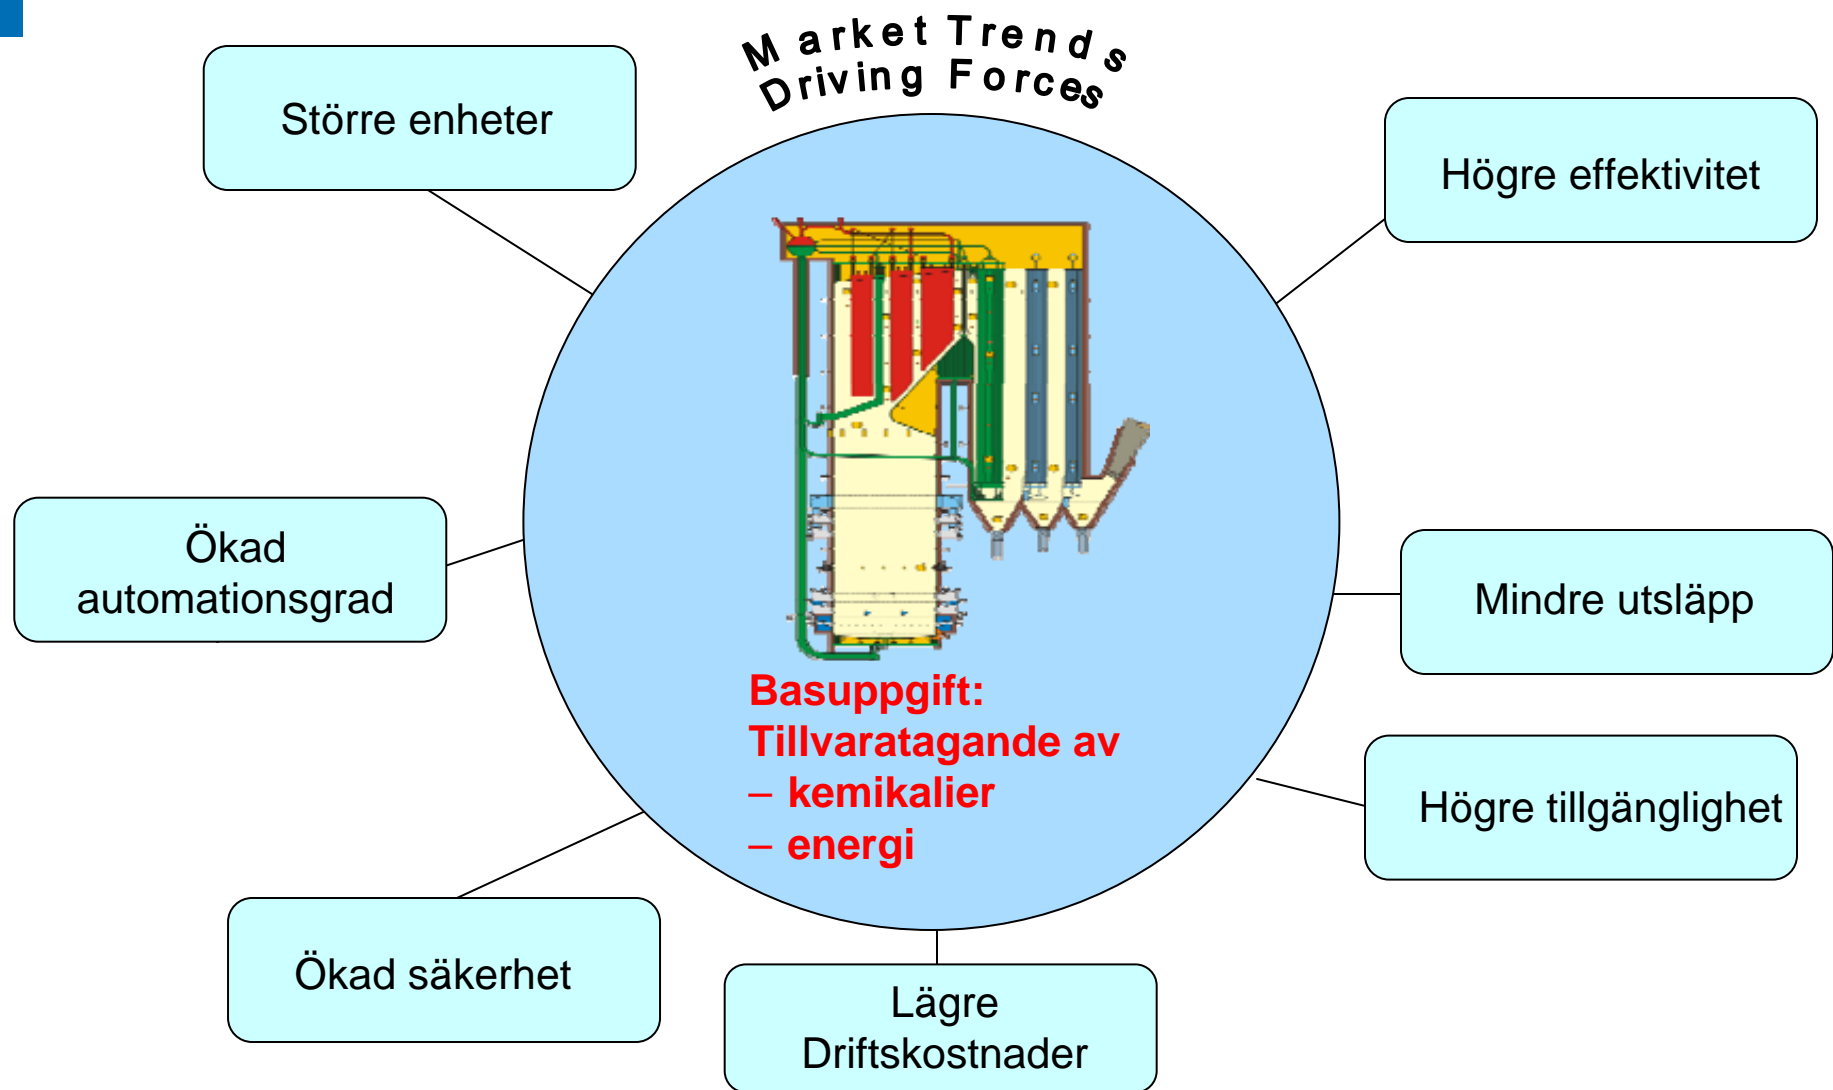 Market Trends
Driving Forces
Större enheter
Högre effektivitet
Ökad
automationsgrad
Mindre utsläpp
Basuppgift:
Tillvaratagande av
– kemikalier
– energi
Högre tillgänglighet
Ökad säkerhet
Lägre
Driftskostnader